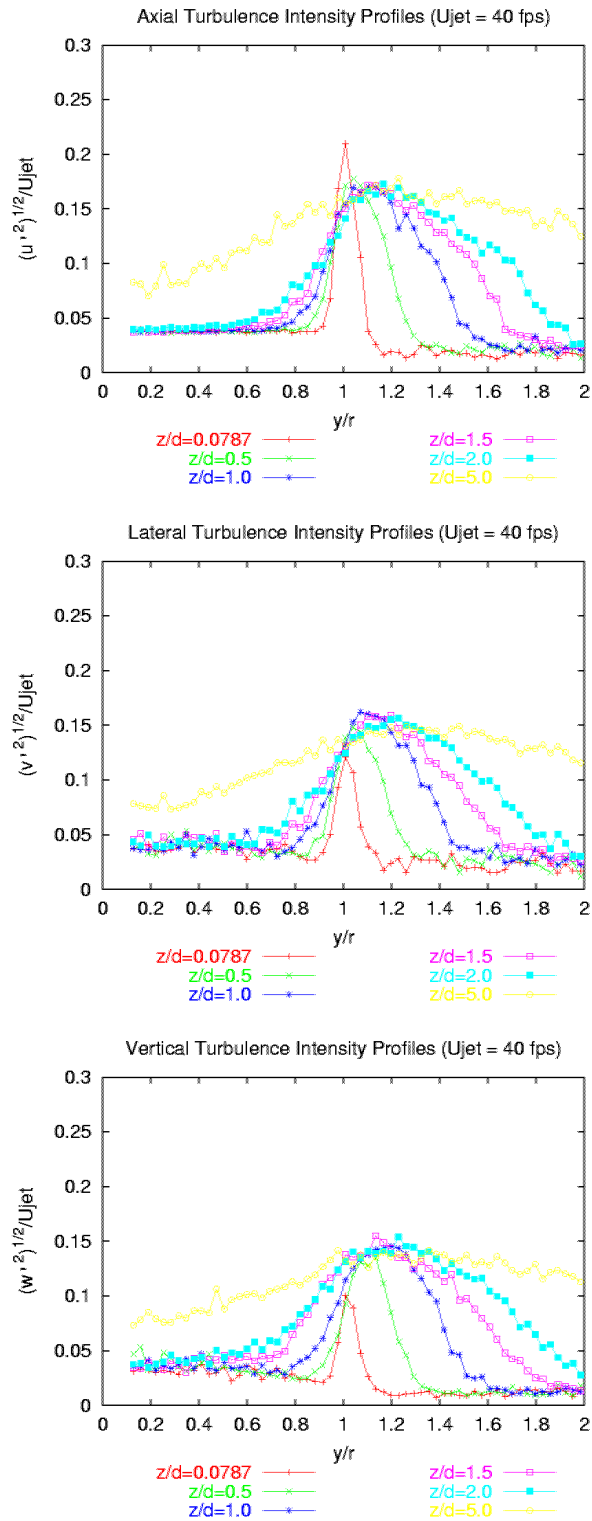 Axial Turbulence Intensity Profiles (Ujet = 40 fps)
0.3
0.25
0.2
0.15
0.1
0.05
0
(u'²)¹/²/Ujet
0 0.2 0.4 0.6 0.8 1 1.2 1.4 1.6 1.8 2
y/r
z/d=0.0787 z/d=1.5
z/d=0.5 z/d=2.0
z/d=1.0 z/d=5.0
Lateral Turbulence Intensity Profiles (Ujet = 40 fps)
0.3
0.25
0.2
0.15
0.1
0.05
0
(v'²)¹/²/Ujet
0 0.2 0.4 0.6 0.8 1 1.2 1.4 1.6 1.8 2
y/r
z/d=0.0787 z/d=1.5
z/d=0.5 z/d=2.0
z/d=1.0 z/d=5.0
Vertical Turbulence Intensity Profiles (Ujet = 40 fps)
0.3
0.25
0.2
0.15
0.1
0.05
0
(w'²)¹/²/Ujet
0 0.2 0.4 0.6 0.8 1 1.2 1.4 1.6 1.8 2
y/r
z/d=0.0787 z/d=1.5
z/d=0.5 z/d=2.0
z/d=1.0 z/d=5.0